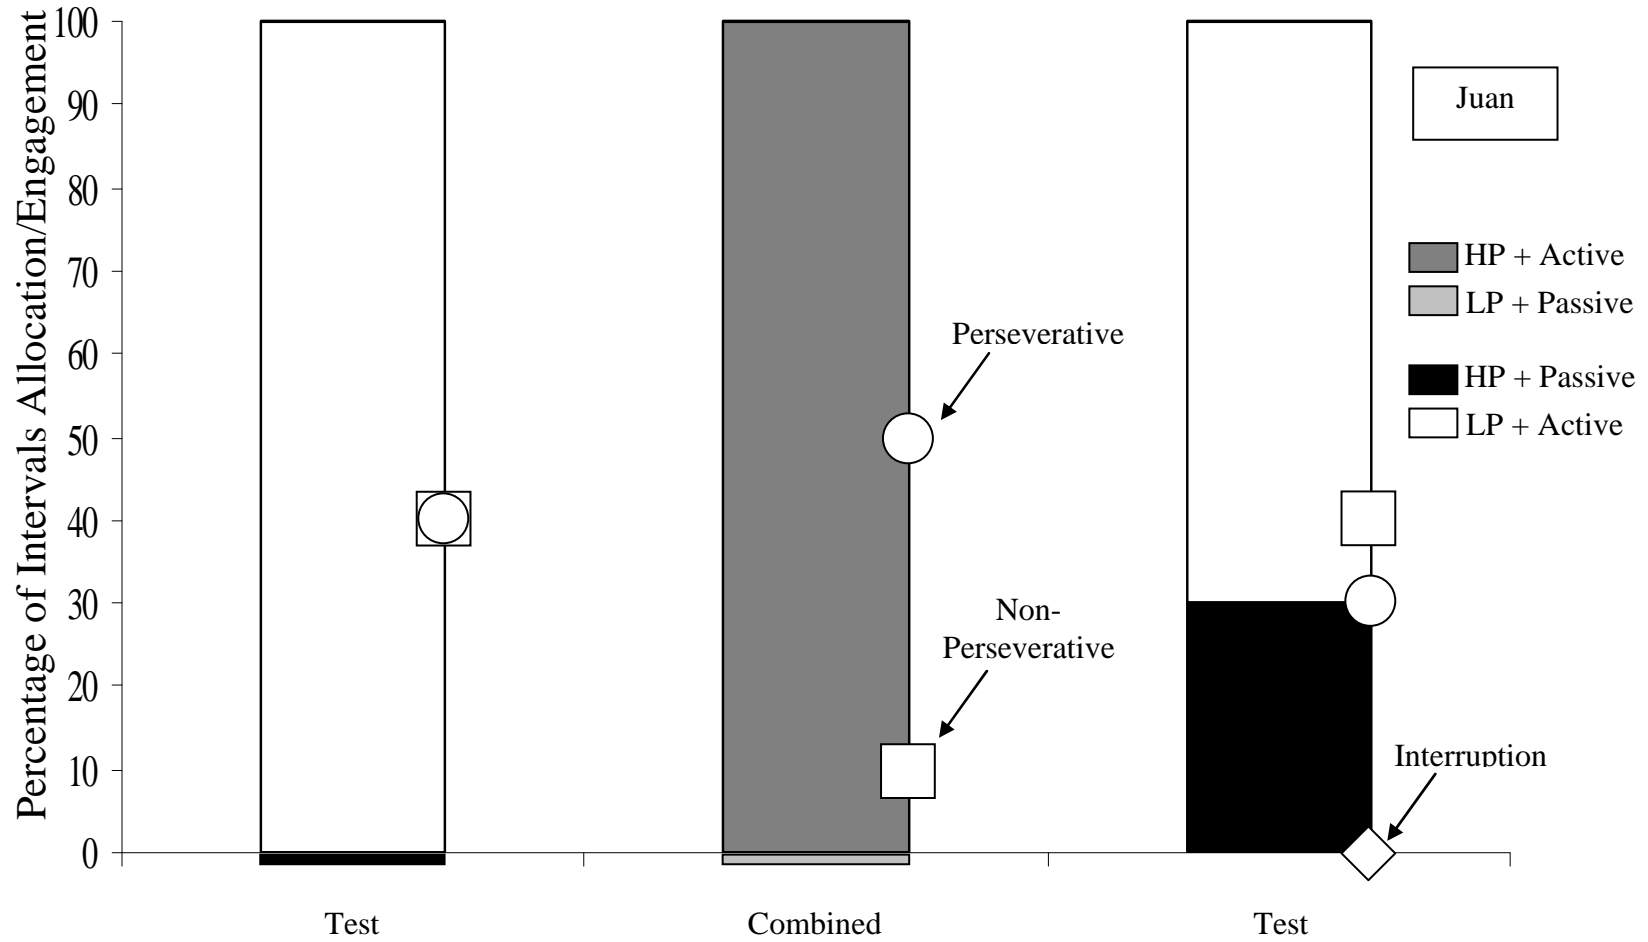 Percentage of Intervals Allocation/Engagement
100
90
80
70
60
50
40
30
20
10
0
Juan
HP + Active
LP + Passive
HP + Passive
LP + Active
Perseverative
Non-
Perseverative
Interruption
Test
Combined
Test